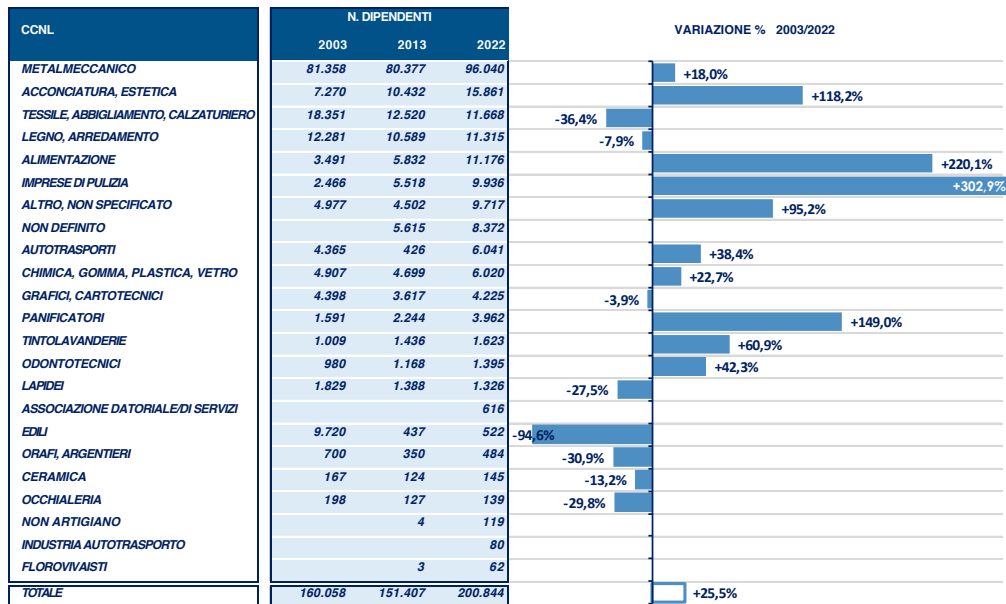 CCNL N. DIPENDENTI VARIAZIONE % 2003/2022
2003 2013 2022
METALMECCANICO 81.358 80.377 96.040 +18,0%
ACCONCIATURA, ESTETICA 7.270 10.432 15.861 +118,2%
TESSILE, ABBIGLIAMENTO, CALZATURIERO 18.351 12.520 11.668 -36,4%
LEGNO, ARREDAMENTO 12.281 10.589 11.315 -7,9%
ALIMENTAZIONE 3.491 5.832 11.176 +220,1%
IMPRESE DI PULIZIA 2.466 5.518 9.936 +302,9%
ALTRO, NON SPECIFICATO 4.977 4.502 9.717 +95,2%
NON DEFINITO 5.615 8.372
AUTOTRASPORTI 4.365 426 6.041 +38,4%
CHIMICA, GOMMA, PLASTICA, VETRO 4.907 4.699 6.020 +22,7%
GRAFICI, CARTOTECNICI 4.398 3.617 4.225 -3,9%
PANIFICATORI 1.591 2.244 3.962 +149,0%
TINTOLAVANDERIE 1.009 1.436 1.623 +60,9%
ODONTOTECNICI 980 1.168 1.395 +42,3%
LAPIDEI 1.829 1.388 1.326 -27,5%
ASSOCIAZIONE DATORIALE/DI SERVIZI 616
EDILI 9.720 437 522 -94,6%
ORAFI, ARGENTIERI 700 350 484 -30,9%
CERAMICA 167 124 145 -13,2%
OCCHIALERIA 198 127 139 -29,8%
NON ARTIGIANO 4 119
INDUSTRIA AUTOTRASPORTO 80
FLOROVIVAISTI 3 62
TOTALE 160.058 151.407 200.844 +25,5%